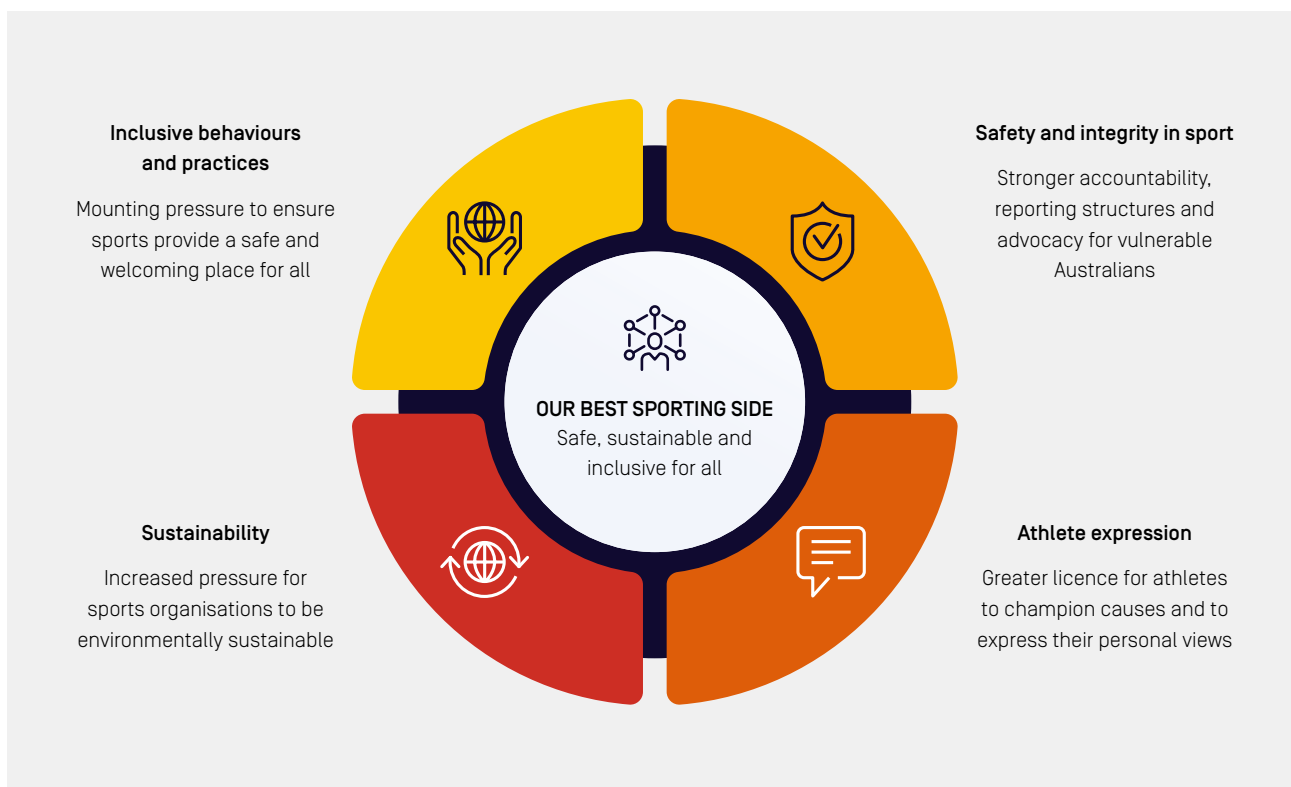 Inclusive behaviours
and practices
Mounting pressure to ensure
sports provide a safe and
welcoming place for all
Safety and integrity in sport
Stronger accountability,
reporting structures and
advocacy for vulnerable
Australians
OUR BEST SPORTING SIDE
Safe, sustainable and
inclusive for all
Sustainability
Increased pressure for
sports organisations to be
environmentally sustainable
Athlete expression
Greater licence for athletes
to champion causes and to
express their personal views